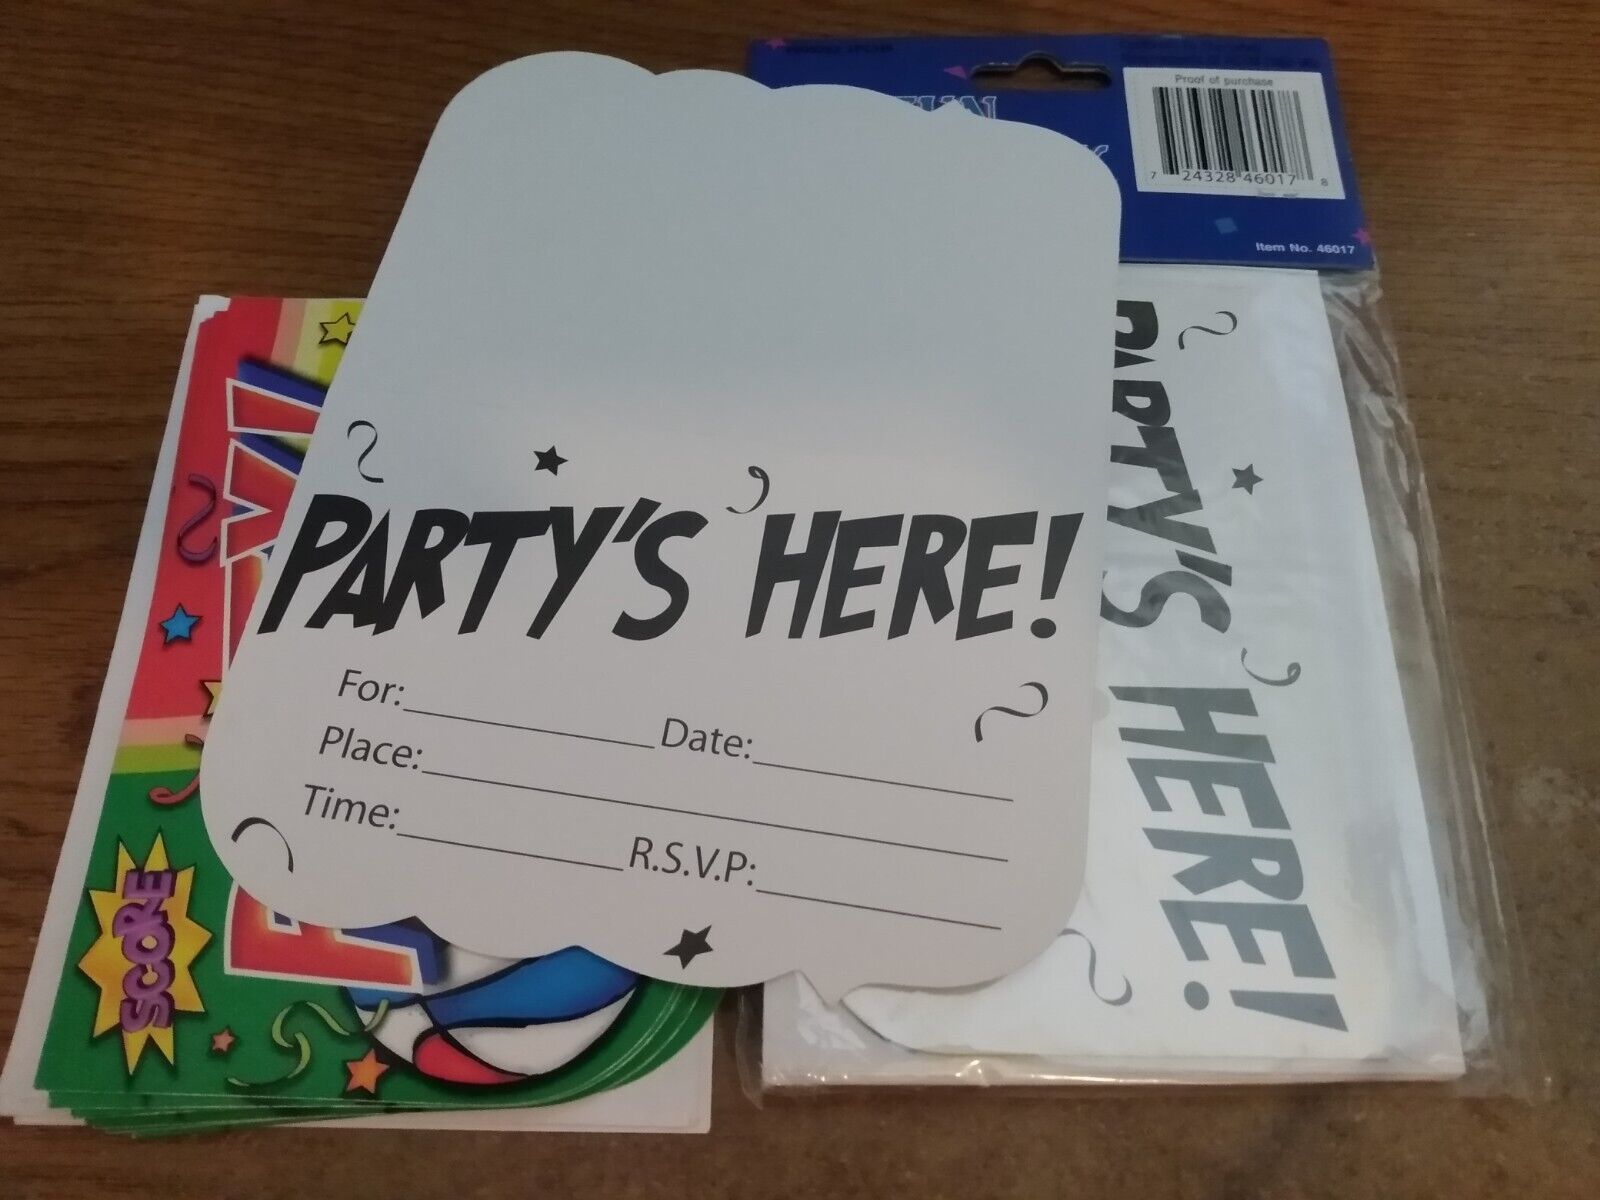 Proof of purchase
7 24328 46017 8
Item No. 46017
PARTY'S HERE!
For:
Date:
Place:
Time:
R.S.V.P:
PARTY'S HERE!
SCORE